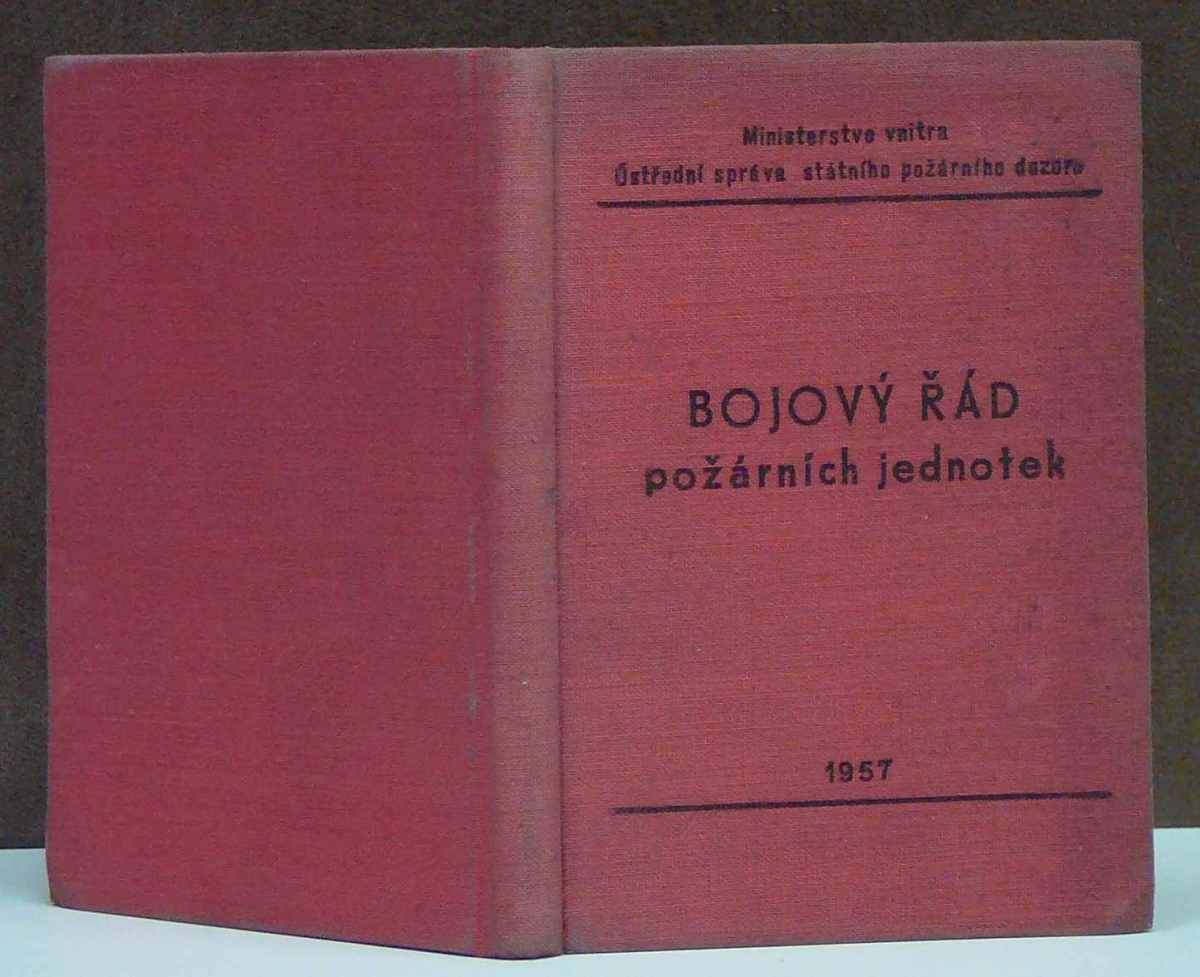 Ministerstvo vnitra
Ústřední správa státního požárního dozoru
BOJOVÝ ŘÁD
požárních jednotek
1957